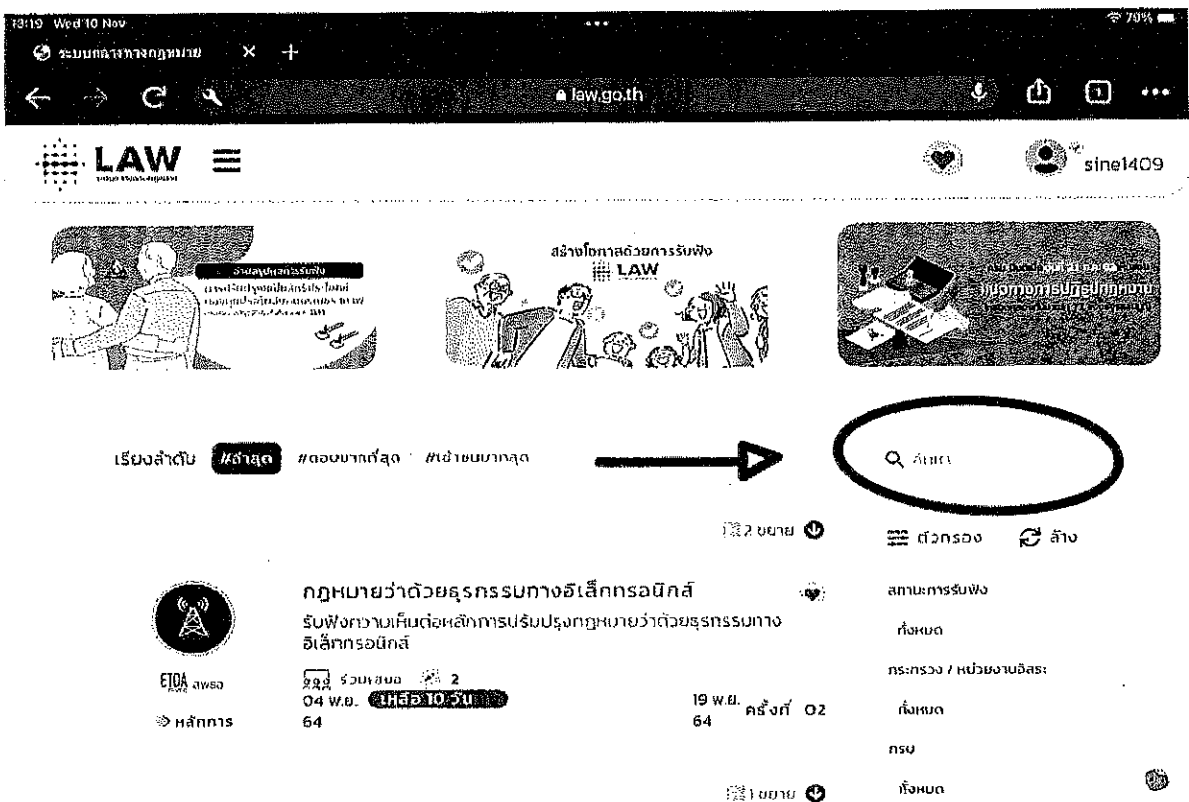 13:19 Wed 10 Nov
79%
ระบบกลางทางกฎหมาย
law.go.th
LAW
sine1409
สร้างโอกาสด้วยการรับฟัง
LAW
เรียงลำดับ #ล่าสุด #ตอบมากที่สุด #เข้าชมมากสุด
ค้นหา
2 ขยาย
ตัวกรอง ล้าง
กฎหมายว่าด้วยธุรกรรมทางอิเล็กทรอนิกส์
รับฟังความเห็นต่อหลักการปรับปรุงกฎหมายว่าด้วยธุรกรรมทาง
อิเล็กทรอนิกส์
ETDA สพธอ
ร่วมเสนอ 2
04 พ.ย. เหลือ 10 วัน 19 พ.ย. ครั้งที่ 02
64 64
หลักการ
สถานะการรับฟัง
ทั้งหมด
กระทรวง / หน่วยงานอิสระ
ทั้งหมด
กรม
ทั้งหมด
1 ขยาย